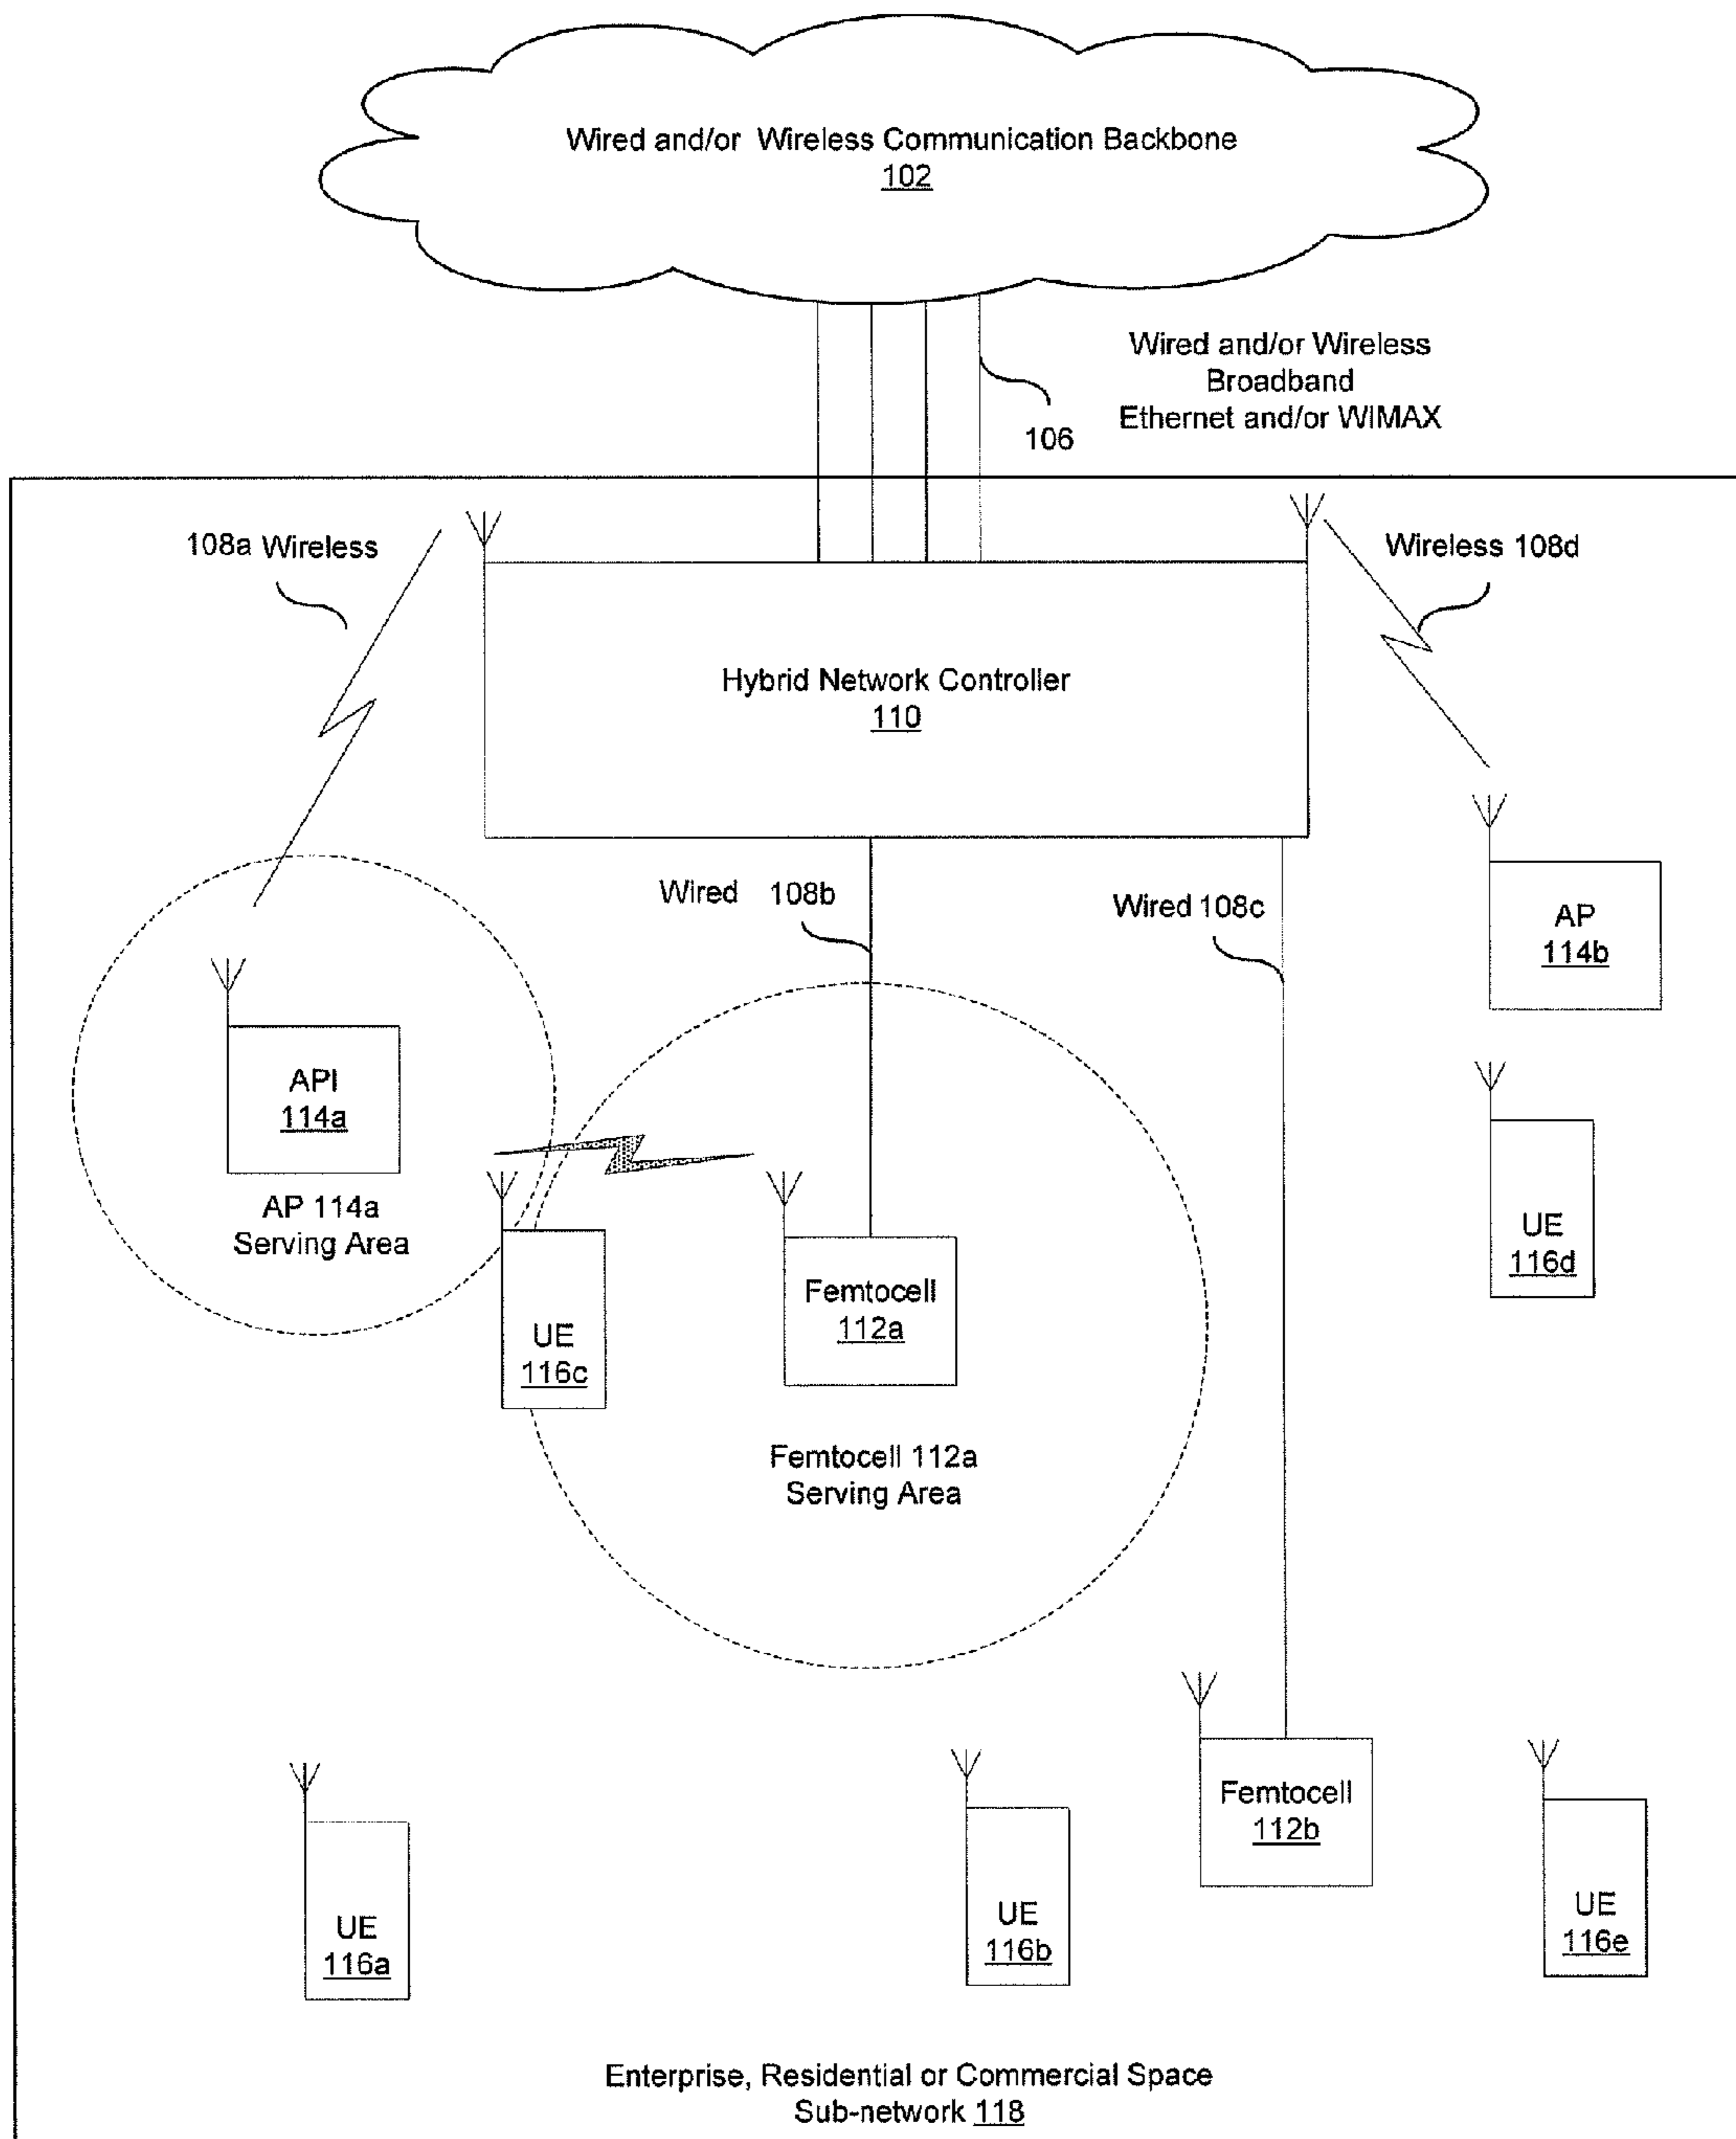 Wired and/or Wireless Communication Backbone
102
Wired and/or Wireless
Broadband
Ethernet and/or WIMAX
106
108a Wireless
Wireless 108d
Hybrid Network Controller
110
Wired 108b
Wired 108c
AP
114b
API
114a
AP 114a
Serving Area
UE
116d
Femtocell
112a
UE
116c
Femtocell 112a
Serving Area
Femtocell
112b
UE
116a
UE
116b
UE
116e
Enterprise, Residential or Commercial Space
Sub-network 118